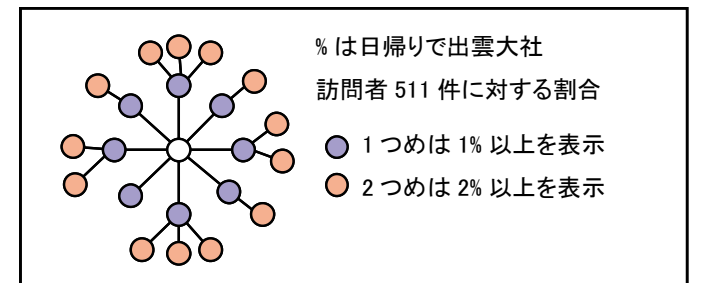 % は日帰りで出雲大社
訪問者 511 件に対する割合
1 つめは 1% 以上を表示
2 つめは 2% 以上を表示